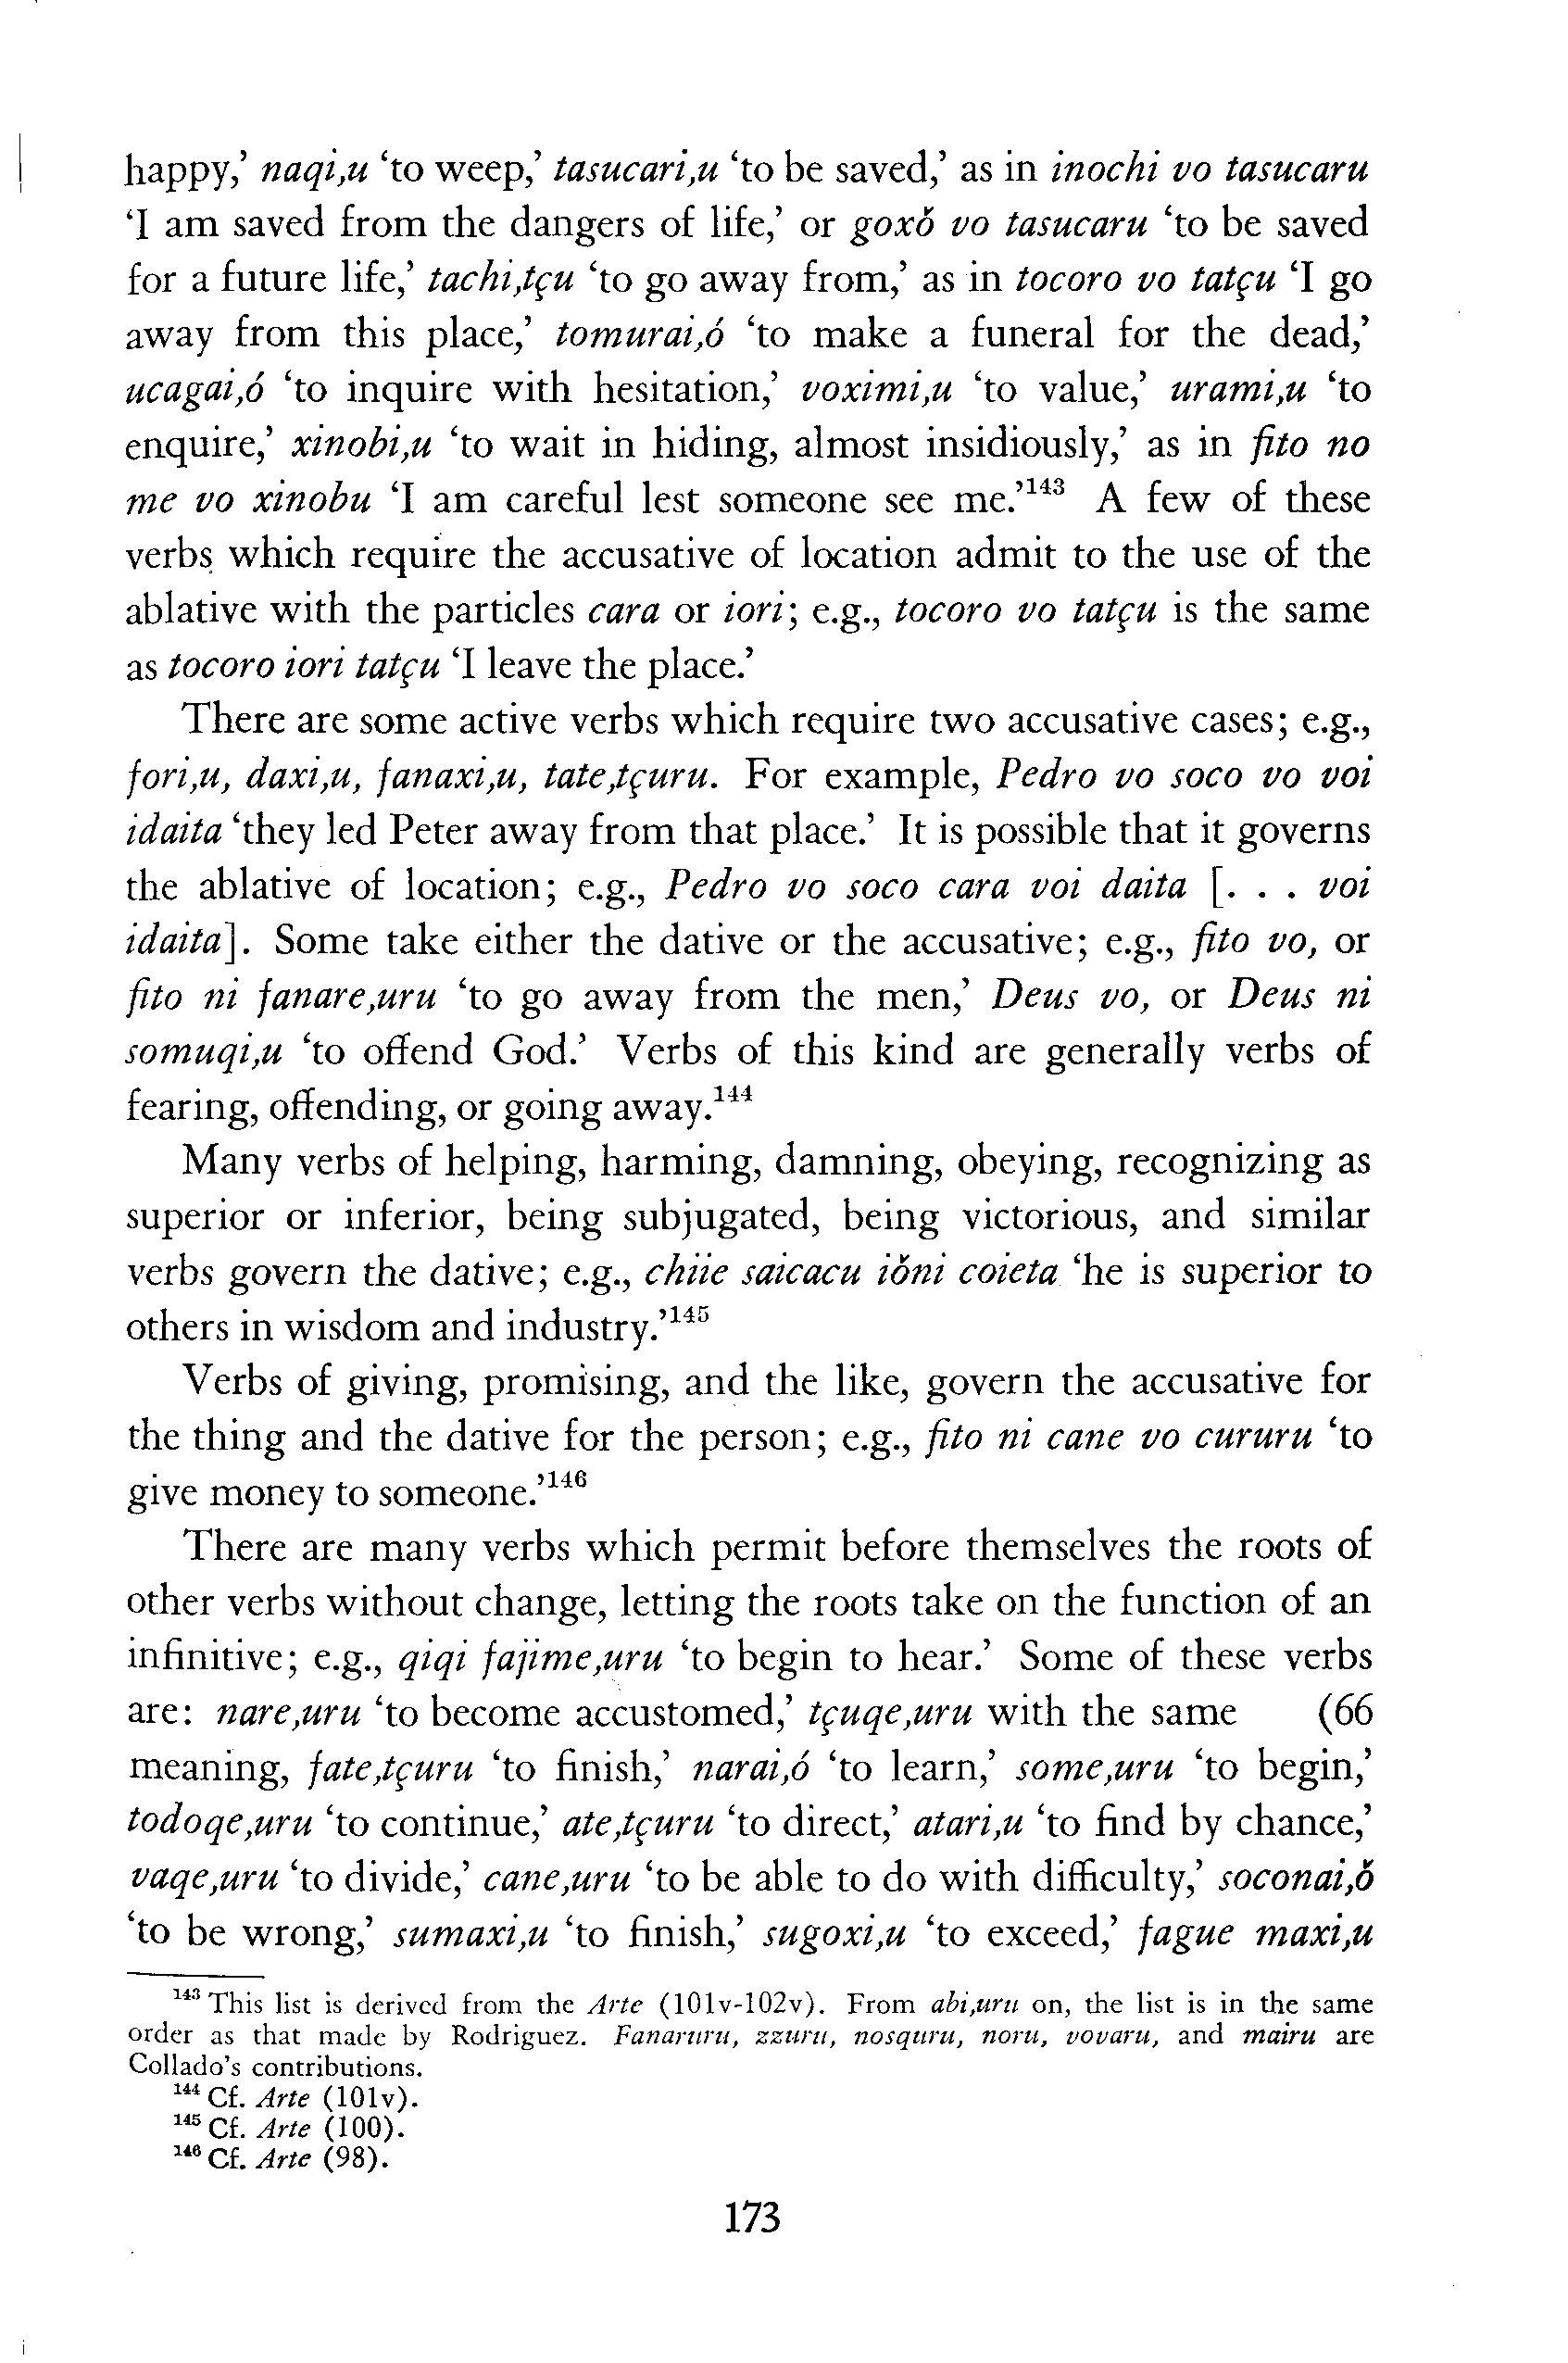 happy,’ naqi,u ‘to weep,’ tasucari,u ‘to be saved,’ as in inochi vo tasucaru
‘I am saved from the dangers of life,’ or goxǒ vo tasucaru ‘to be saved
for a future life,’ tachi,tçu ‘to go away from,’ as in tocoro vo tatçu ‘I go
away from this place,’ tomurai,ó ‘to make a funeral for the dead,’
ucagai,ó ‘to inquire with hesitation,’ voximi,u ‘to value,’ urami,u ‘to
enquire,’ xinobi,u ‘to wait in hiding, almost insidiously,’ as in fito no
me vo xinobu ‘I am careful lest someone see me.’143 A few of these
verbs which require the accusative of location admit to the use of the
ablative with the particles cara or iori; e.g., tocoro vo tatçu is the same
as tocoro iori tatçu ‘I leave the place.’
There are some active verbs which require two accusative cases; e.g.,
fori,u, daxi,u, fanaxi,u, tate,tçuru. For example, Pedro vo soco vo voi
idaita ‘they led Peter away from that place.’ It is possible that it governs
the ablative of location; e.g., Pedro vo soco cara voi daita [. . . voi
idaita]. Some take either the dative or the accusative; e.g., fito vo, or
fito ni fanare,uru ‘to go away from the men,’ Deus vo, or Deus ni
somuqi,u ‘to offend God.’ Verbs of this kind are generally verbs of
fearing, offending, or going away.144
Many verbs of helping, harming, damning, obeying, recognizing as
superior or inferior, being subjugated, being victorious, and similar
verbs govern the dative; e.g., chiie saicacu iǒni coieta ‘he is superior to
others in wisdom and industry.’145
Verbs of giving, promising, and the like, govern the accusative for
the thing and the dative for the person; e.g., fito ni cane vo cururu ‘to
give money to someone.’146
There are many verbs which permit before themselves the roots of
other verbs without change, letting the roots take on the function of an
infinitive; e.g., qiqi fajime,uru ‘to begin to hear.’ Some of these verbs
are: nare,uru ‘to become accustomed,’ tçuqe,uru with the same (66
meaning, fate,tçuru ‘to finish,’ narai,ó ‘to learn,’ some,uru ‘to begin,’
todoqe,uru ‘to continue,’ ate,tçuru ‘to direct,’ atari,u ‘to find by chance,’
vaqe,uru ‘to divide,’ cane,uru ‘to be able to do with difficulty,’ soconai,ǒ
‘to be wrong,’ sumaxi,u ‘to finish,’ sugoxi,u ‘to exceed,’ fague maxi,u
143 This list is derived from the Arte (101v-102v). From abi,uru on, the list is in the same
order as that made by Rodriguez. Fanaruru, zzuru, nosquru, noru, vovaru, and mairu are
Collado’s contributions.
144 Cf. Arte (101v).
145 Cf. Arte (100).
146 Cf. Arte (98).
173